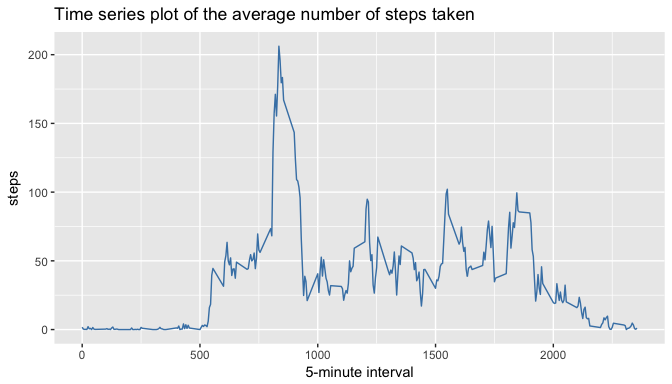 Time series plot of the average number of steps taken
200
150
100
50
0
steps
0 500 1000 1500 2000
5-minute interval